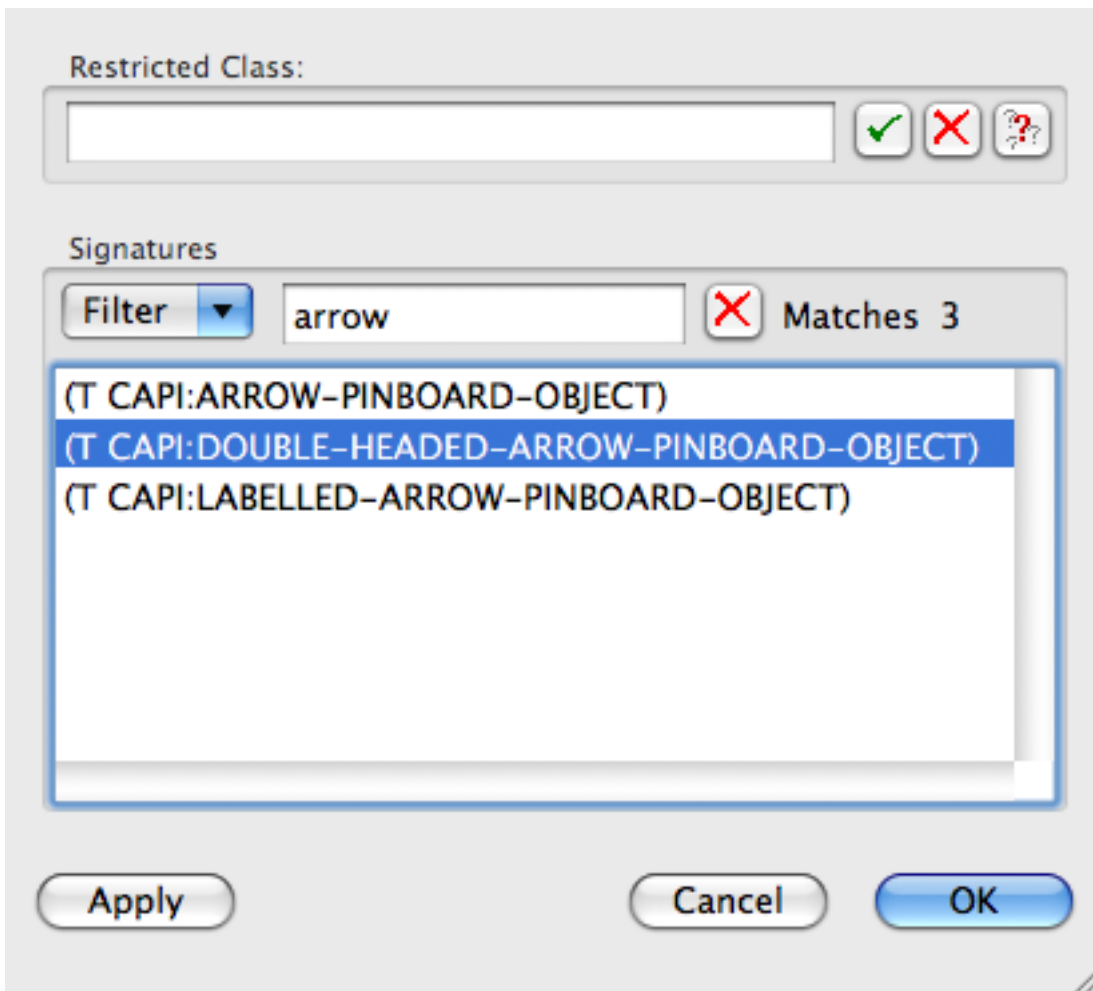 Restricted Class:
Signatures
Filter arrow Matches 3
(T CAPI:ARROW-PINBOARD-OBJECT)
(T CAPI:DOUBLE-HEADED-ARROW-PINBOARD-OBJECT)
(T CAPI:LABELLED-ARROW-PINBOARD-OBJECT)
Apply Cancel OK